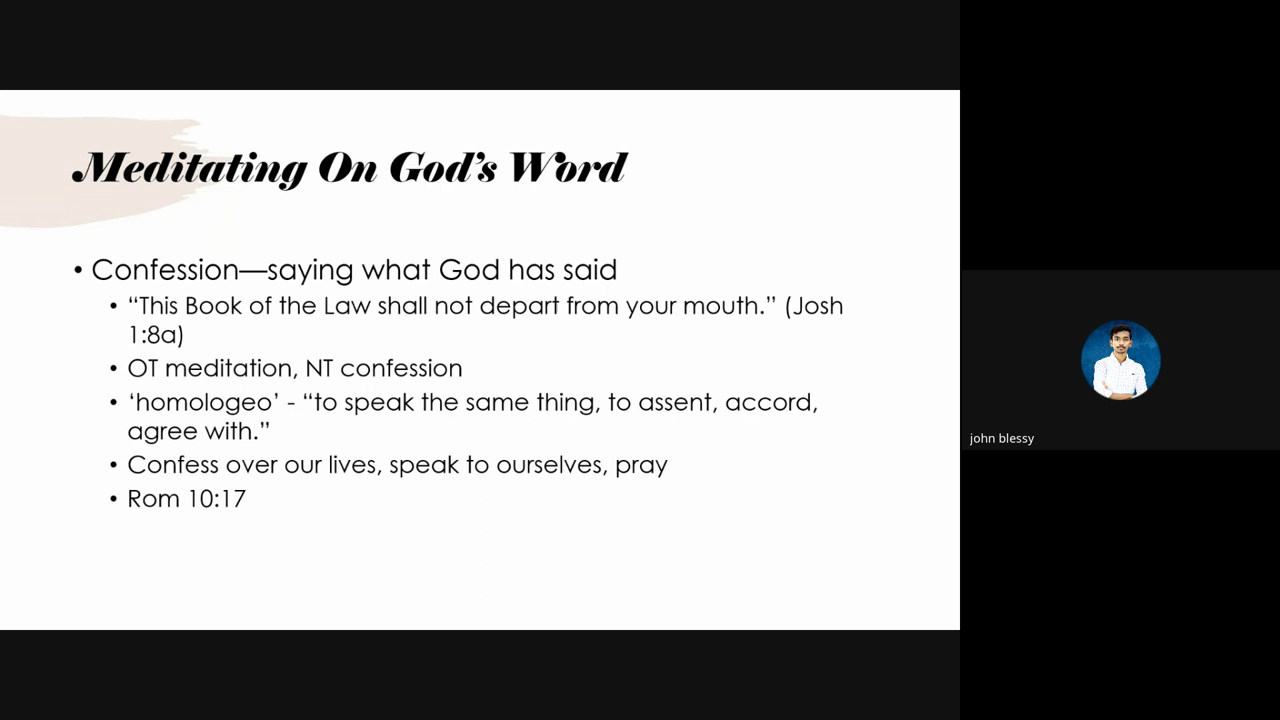 Meditating On God’s Word
• Confession—saying what God has said
• “This Book of the Law shall not depart from your mouth.” (Josh
1:8a)
• OT meditation, NT confession
• ‘homologeo’ - “to speak the same thing, to assent, accord,
agree with.”
• Confess over our lives, speak to ourselves, pray
• Rom 10:17
john blessy